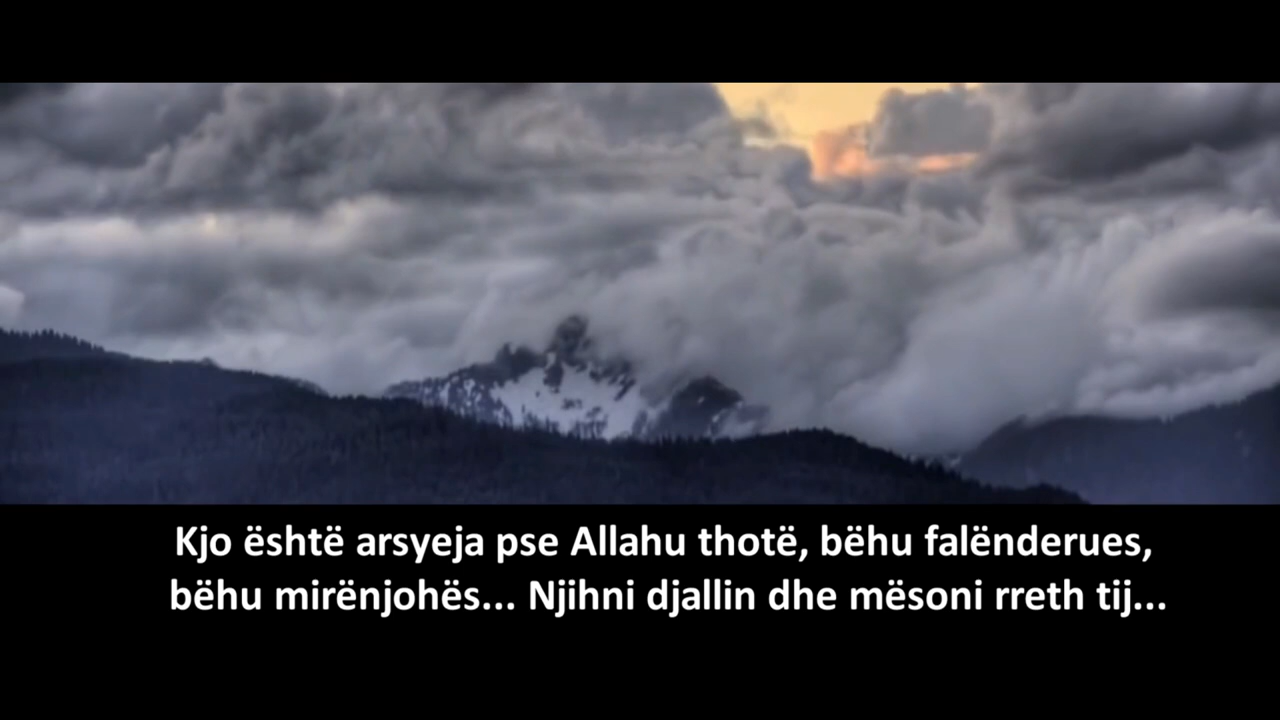 Kjo është arsyeja pse Allahu thotë, bëhu falënderues,
bëhu mirënjohës... Njihni djallin dhe mësoni rreth tij...